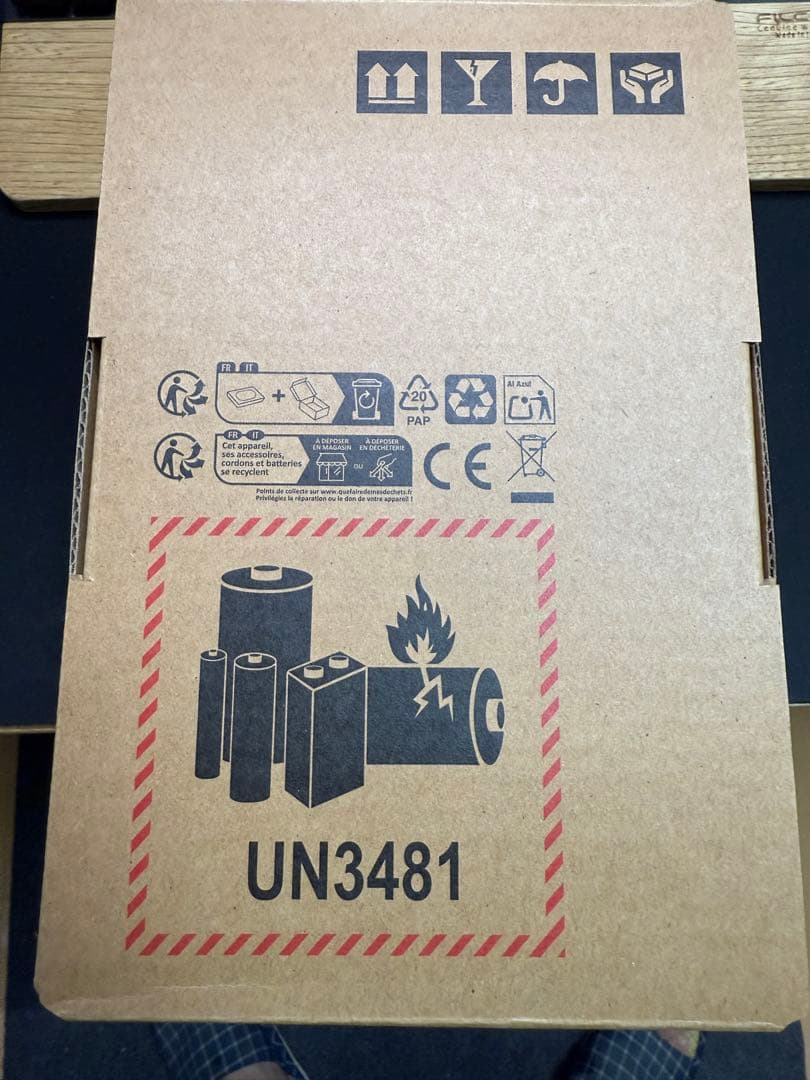 FR IT
20
PAP
Al Azul
FR IT
Cet appareil,
ses accessoires,
cordons et batteries
se recyclent
À DÉPOSER
EN MAGASIN
OU
À DÉPOSER
EN DÉCHÈTERIE
Points de collecte sur www.quefairedemesdechets.fr
Privilégiez la réparation ou le don de votre appareil !
CE
UN3481